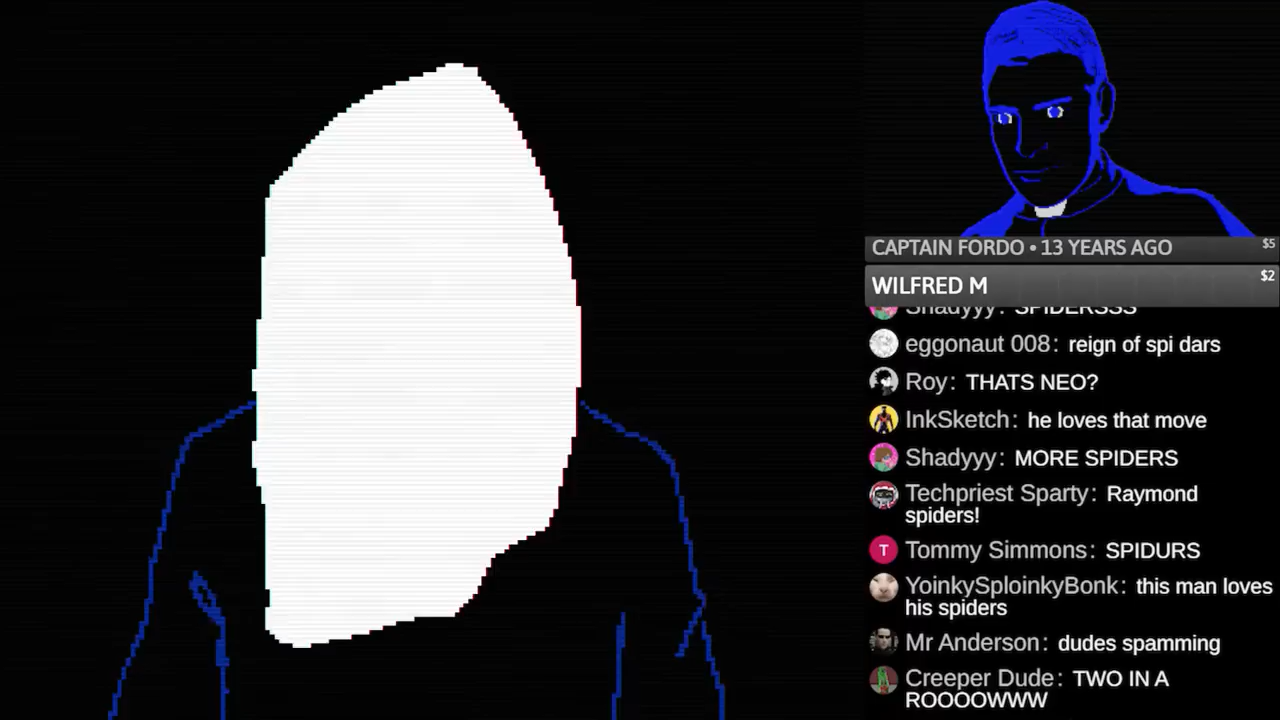 CAPTAIN FORDO • 13 YEARS AGO $5
WILFRED M $2
Shadyyy: SPIDERSSS
eggonaut 008: reign of spi dars
Roy: THATS NEO?
InkSketch: he loves that move
Shadyyy: MORE SPIDERS
Techpriest Sparty: Raymond
spiders!
T Tommy Simmons: SPIDURS
YoinkySploinkyBonk: this man loves
his spiders
Mr Anderson: dudes spamming
Creeper Dude: TWO IN A
ROOOOWWW